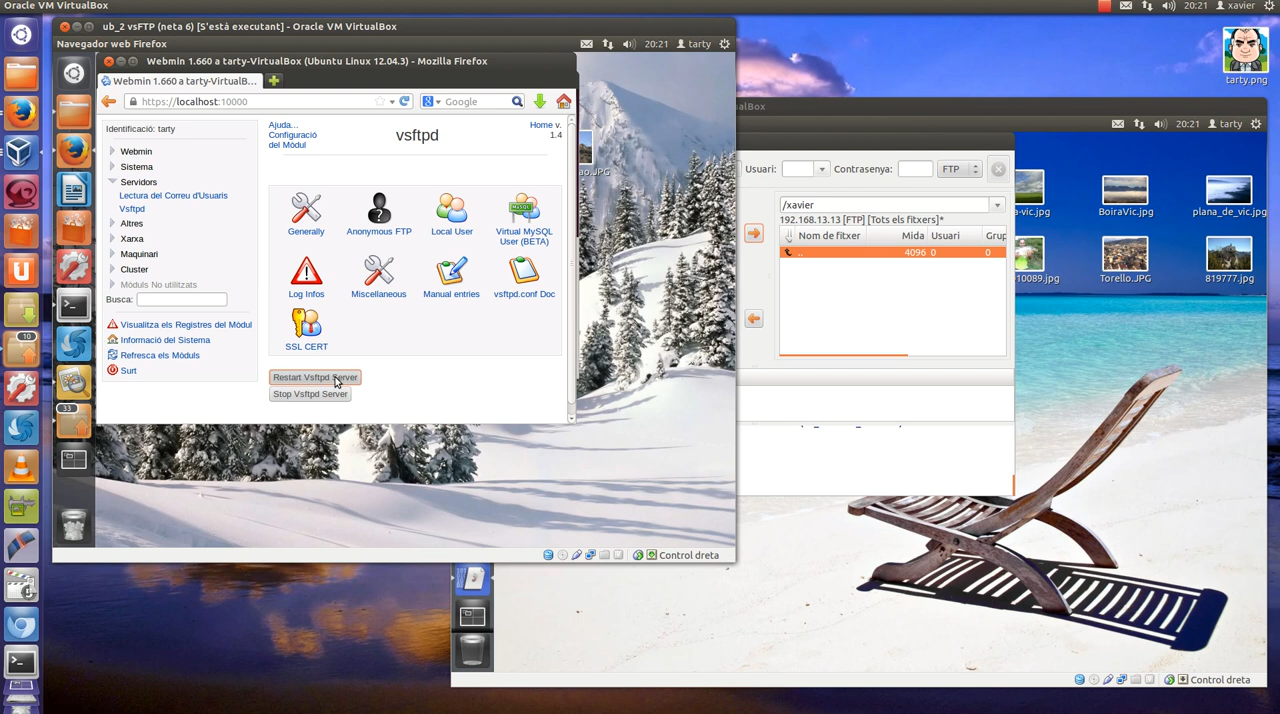 Oracle VM VirtualBox
20:21 xavier
ub_2 vsFTP (neta 6) [S'està executant] - Oracle VM VirtualBox
Navegador web Firefox
20:21 tarty
Webmin 1.660 a tarty-VirtualBox (Ubuntu Linux 12.04.3) - Mozilla Firefox
Webmin 1.660 a tarty-VirtualB...
https://localhost:10000
Google
Identificació: tarty
Webmin
Sistema
Servidors
Lectura del Correu d'Usuaris
Vsftpd
Altres
Xarxa
Maquinari
Cluster
Mòduls No utilitzats
Busca:
Visualitza els Registres del Mòdul
Informació del Sistema
Refresca els Mòduls
Surt
Ajuda...
Configuració
del Mòdul
vsftpd
Home v.
1.4
Generally
Anonymous FTP
Local User
MySQL
Virtual MySQL
User (BETA)
Log Infos
Miscellaneous
Manual entries
vsftpd.conf Doc
SSL CERT
Restart Vsftpd Server
Stop Vsftpd Server
10
33
Control dreta
tarty.png
20:21 tarty
Usuari:
Contrasenya:
FTP
/xavier
192.168.13.13 [FTP] [Tots els fitxers]*
Nom de fitxer
Mida
Usuari
Grup
..
4096
0
0
BoiraVic.jpg
plana_de_vic.jpg
Torello.JPG
819777.jpg
Control dreta